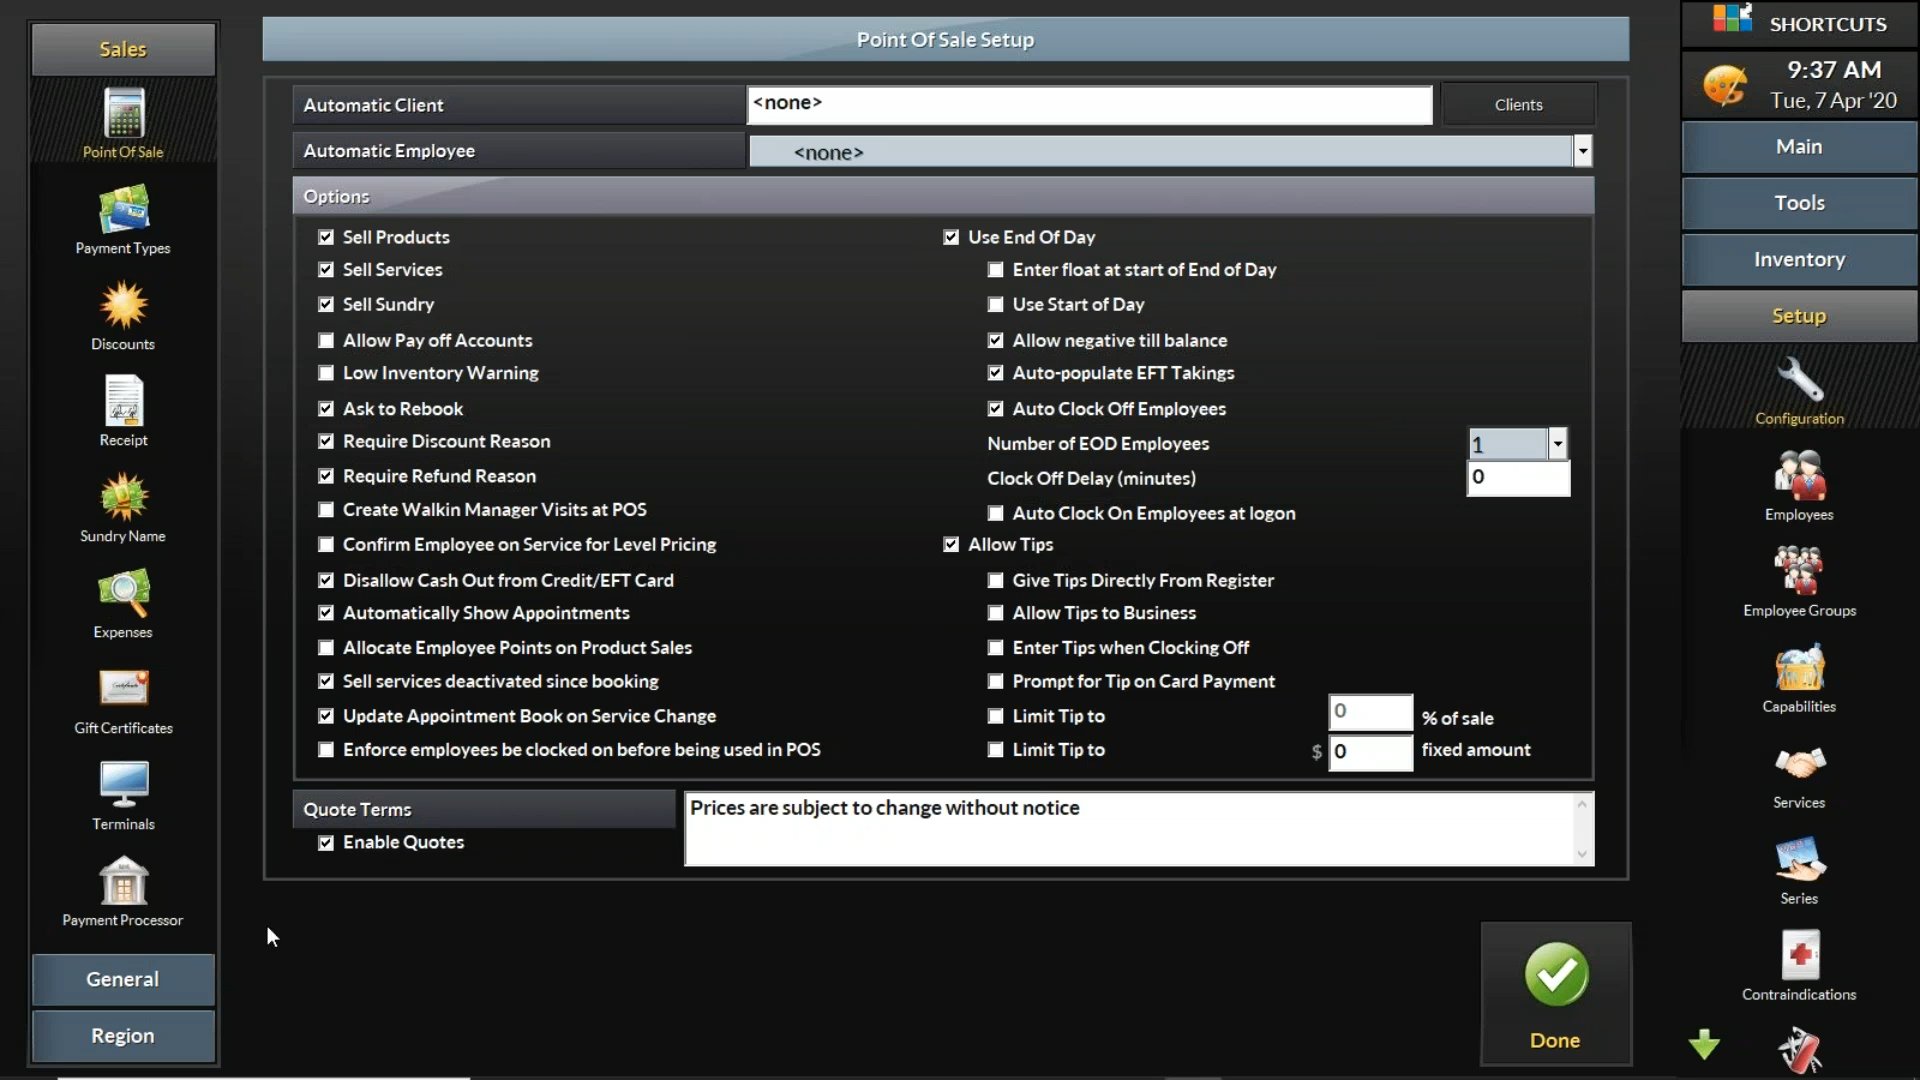 Sales
Point Of Sale
Payment Types
Discounts
Receipt
Sundry Name
Expenses
Gift Certificates
Terminals
Payment Processor
General
Region
Point Of Sale Setup
Automatic Client
<none>
Clients
Automatic Employee
<none>
Options
Sell Products
Sell Services
Sell Sundry
Allow Pay off Accounts
Low Inventory Warning
Ask to Rebook
Require Discount Reason
Require Refund Reason
Create Walkin Manager Visits at POS
Confirm Employee on Service for Level Pricing
Disallow Cash Out from Credit/EFT Card
Automatically Show Appointments
Allocate Employee Points on Product Sales
Sell services deactivated since booking
Update Appointment Book on Service Change
Enforce employees be clocked on before being used in POS
Use End Of Day
Enter float at start of End of Day
Use Start of Day
Allow negative till balance
Auto-populate EFT Takings
Auto Clock Off Employees
Number of EOD Employees 1
Clock Off Delay (minutes) 0
Auto Clock On Employees at logon
Allow Tips
Give Tips Directly From Register
Allow Tips to Business
Enter Tips when Clocking Off
Prompt for Tip on Card Payment
Limit Tip to 0 % of sale
Limit Tip to $ 0 fixed amount
Quote Terms
Enable Quotes
Prices are subject to change without notice
Done
SHORTCUTS
9:37 AM
Tue, 7 Apr '20
Main
Tools
Inventory
Setup
Configuration
Employees
Employee Groups
Capabilities
Services
Series
Contraindications